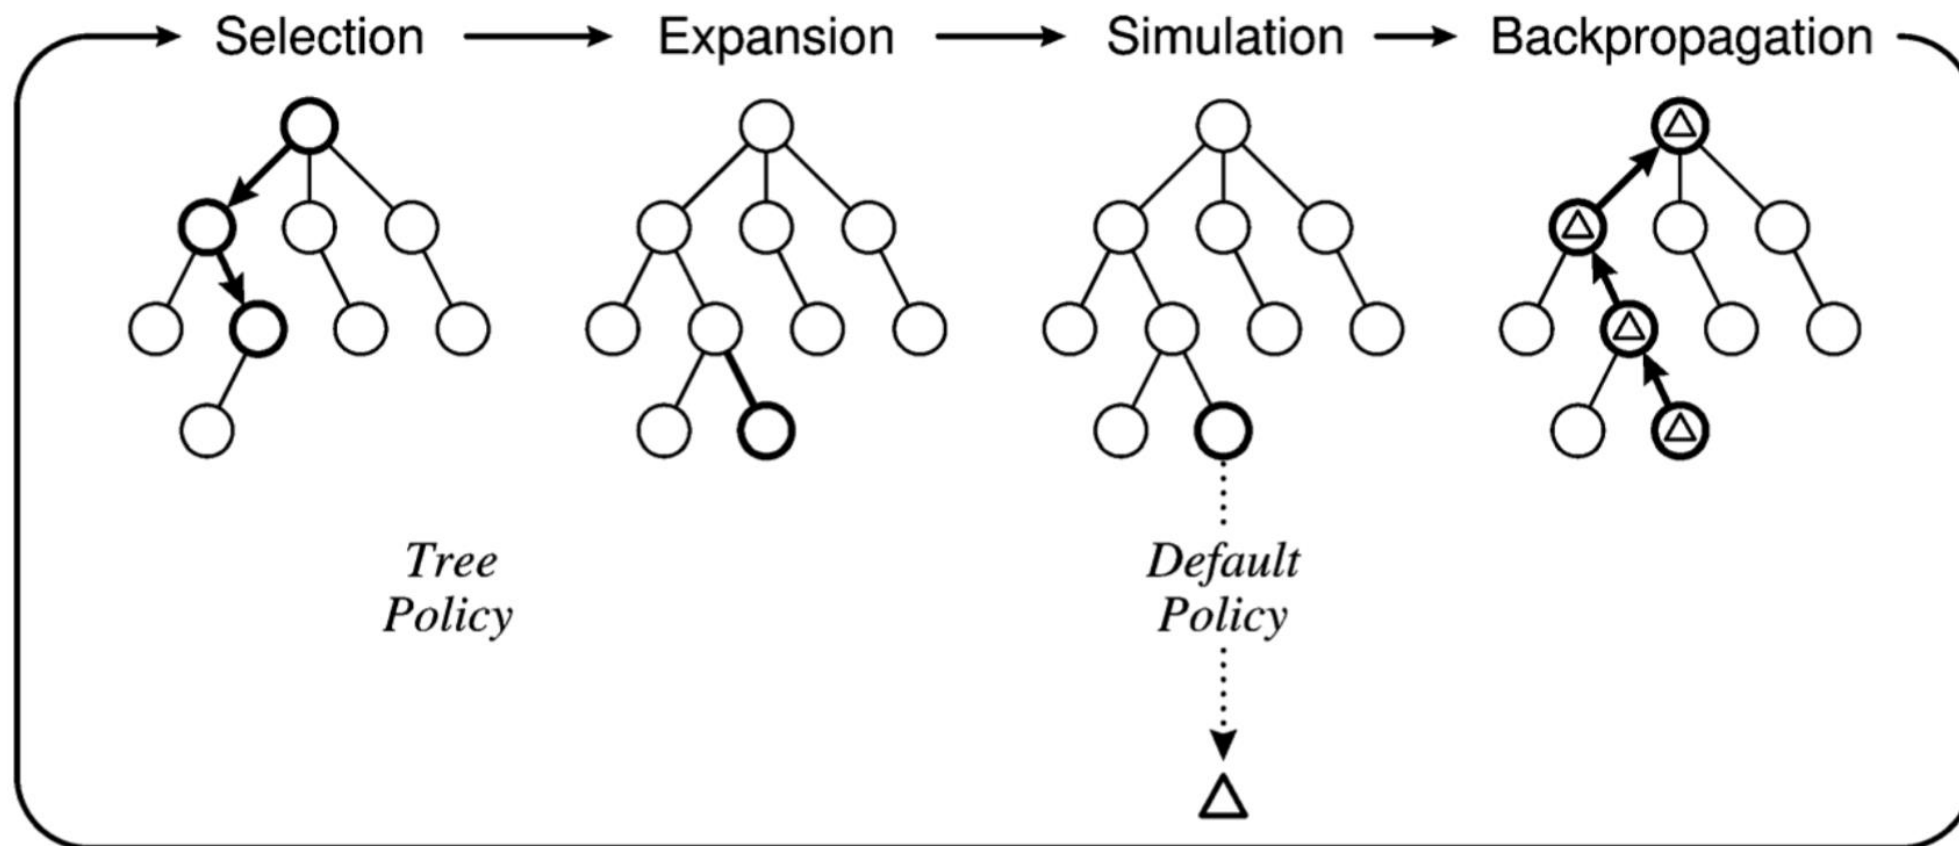 Selection Expansion Simulation Backpropagation
Tree
Policy
Default
Policy